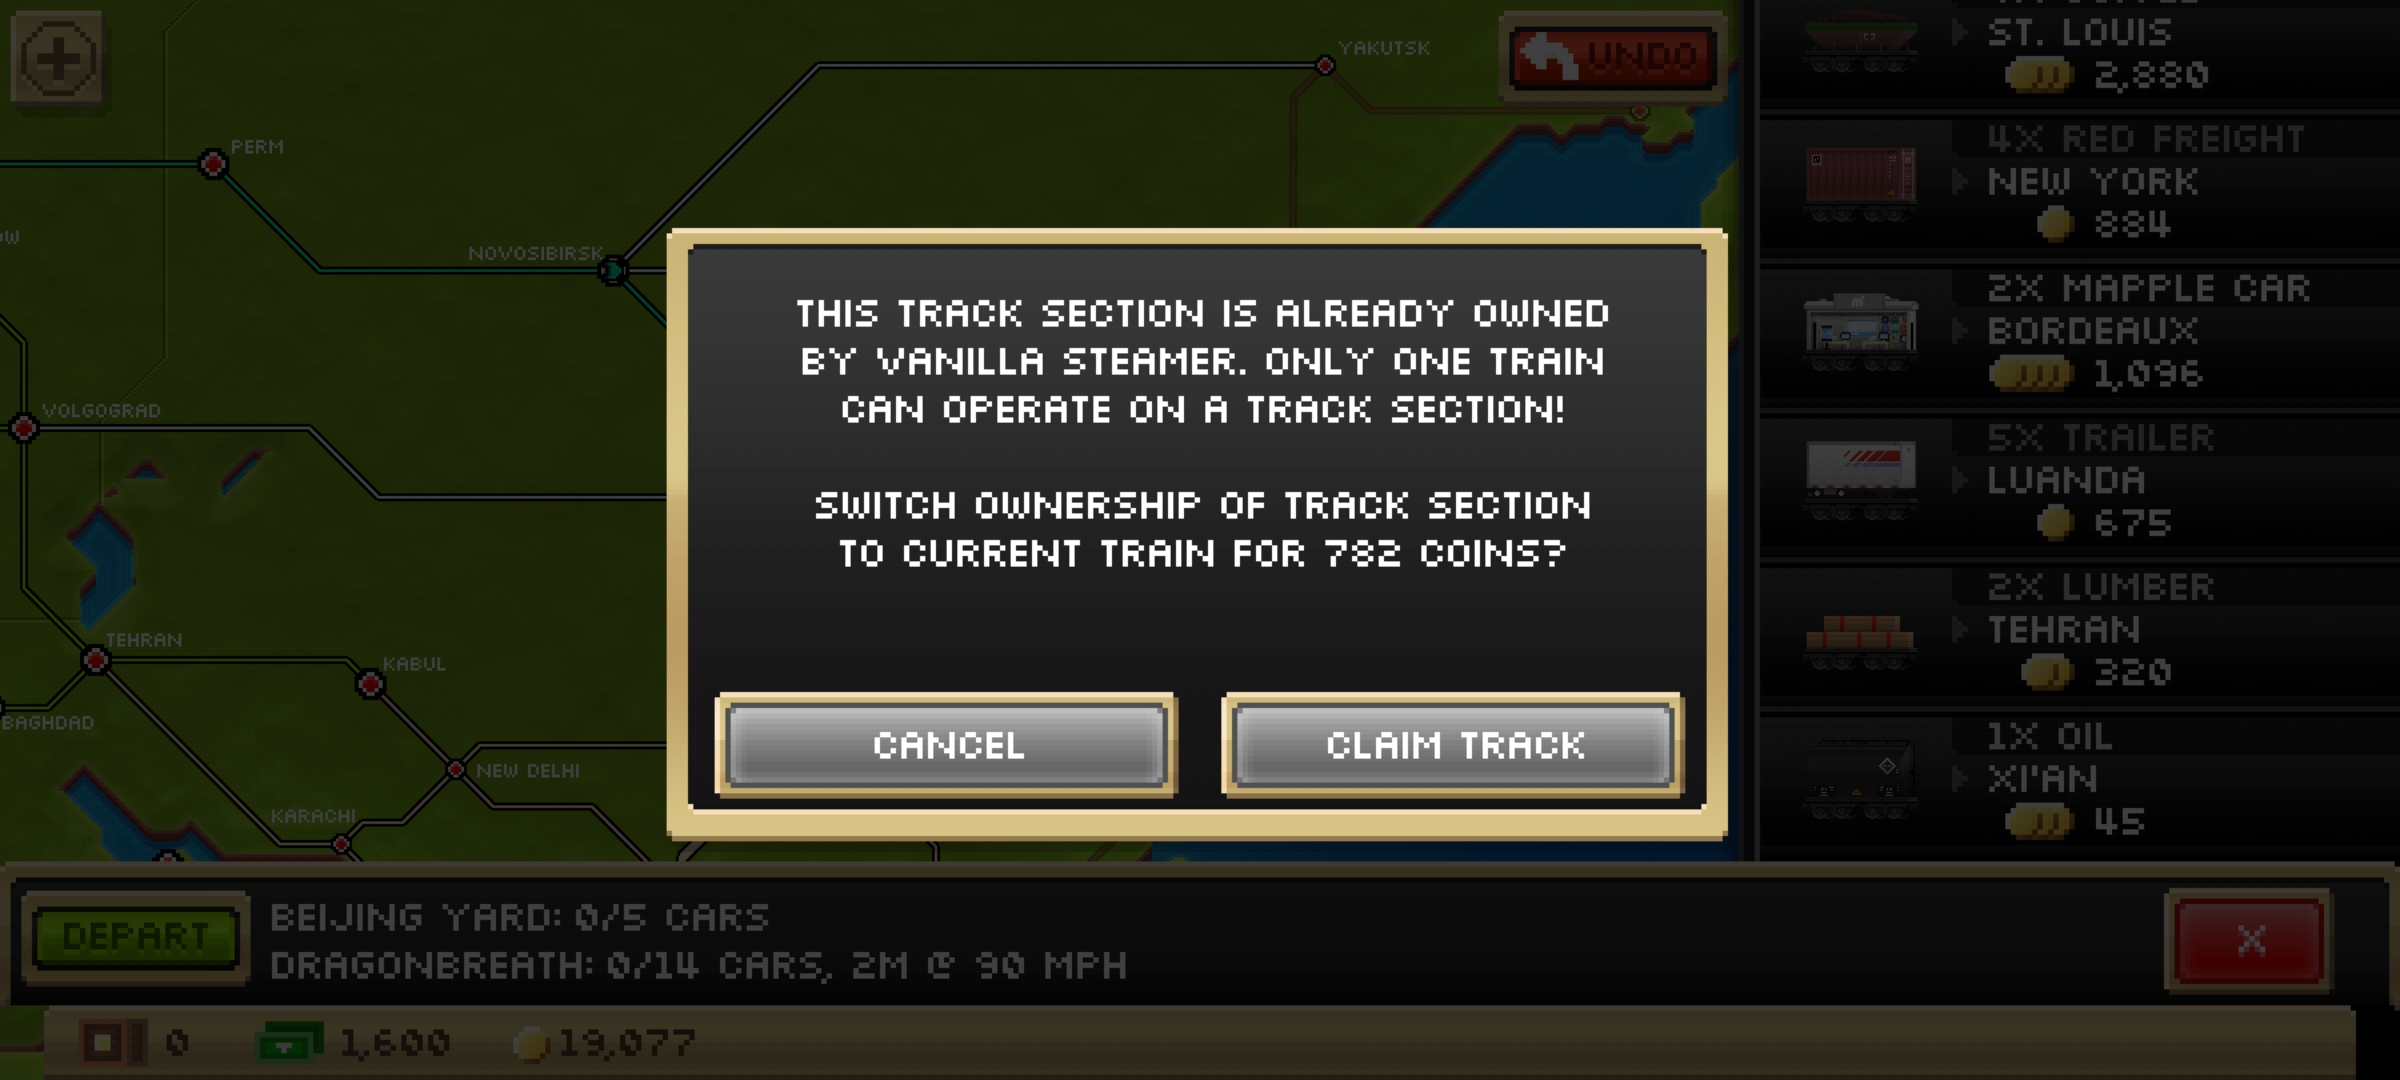 YAKUTSK
UNDO
PERM
NOVOSIBIRSK
VOLGOGRAD
TEHRAN
KABUL
BAGHDAD
NEW DELHI
KARACHI
THIS TRACK SECTION IS ALREADY OWNED
BY VANILLA STEAMER. ONLY ONE TRAIN
CAN OPERATE ON A TRACK SECTION!
SWITCH OWNERSHIP OF TRACK SECTION
TO CURRENT TRAIN FOR 782 COINS?
CANCEL
CLAIM TRACK
ST. LOUIS
2,880
4X RED FREIGHT
NEW YORK
884
2X MAPPLE CAR
BORDEAUX
1,096
5X TRAILER
LUANDA
675
2X LUMBER
TEHRAN
320
1X OIL
XI'AN
45
DEPART
BEIJING YARD: 0/5 CARS
DRAGONBREATH: 0/14 CARS, 2M @ 90 MPH
X
0
1,600
19,077